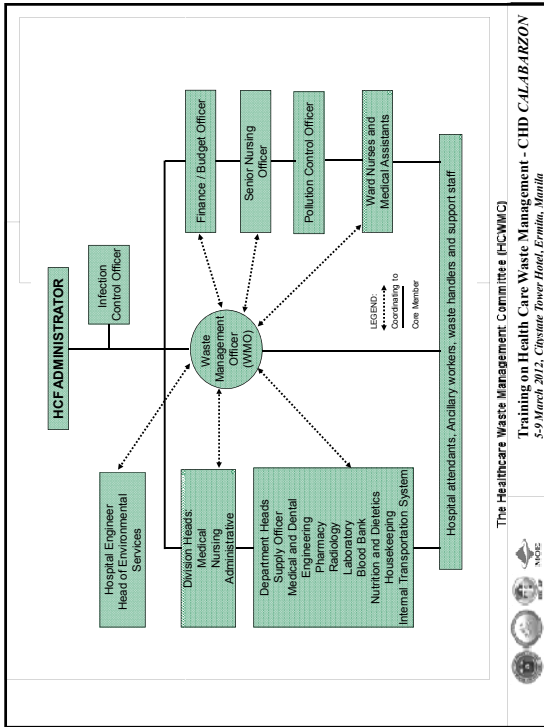 HCF ADMINISTRATOR
Infection
Control Officer
Hospital Engineer
Head of Environmental
Services
Waste
Management
Officer
(WMO)
Finance / Budget Officer
Division Heads:
Medical
Nursing
Administrative
Senior Nursing
Officer
Pollution Control Officer
Department Heads
Supply Officer
Medical and Dental
Engineering
Pharmacy
Radiology
Laboratory
Blood Bank
Nutrition and Dietetics
Housekeeping
Internal Transportation System
Ward Nurses and
Medical Assistants
LEGEND:
Coordinating to
Core Member
Hospital attendants, Ancillary workers, waste handlers and support staff
The Healthcare Waste Management Committee (HCWMC)
Training on Health Care Waste Management - CHD CALABARZON
5-9 March 2012, Citystate Tower Hotel, Ermita, Manila